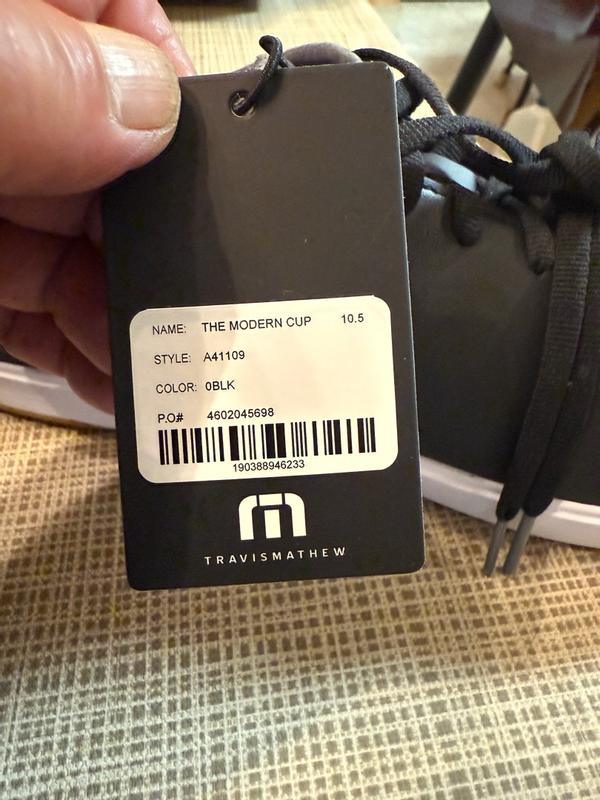 NAME: THE MODERN CUP 10.5
STYLE: A41109
COLOR: 0BLK
P.O# 4602045698
190388946233
TRAVISMATHEW